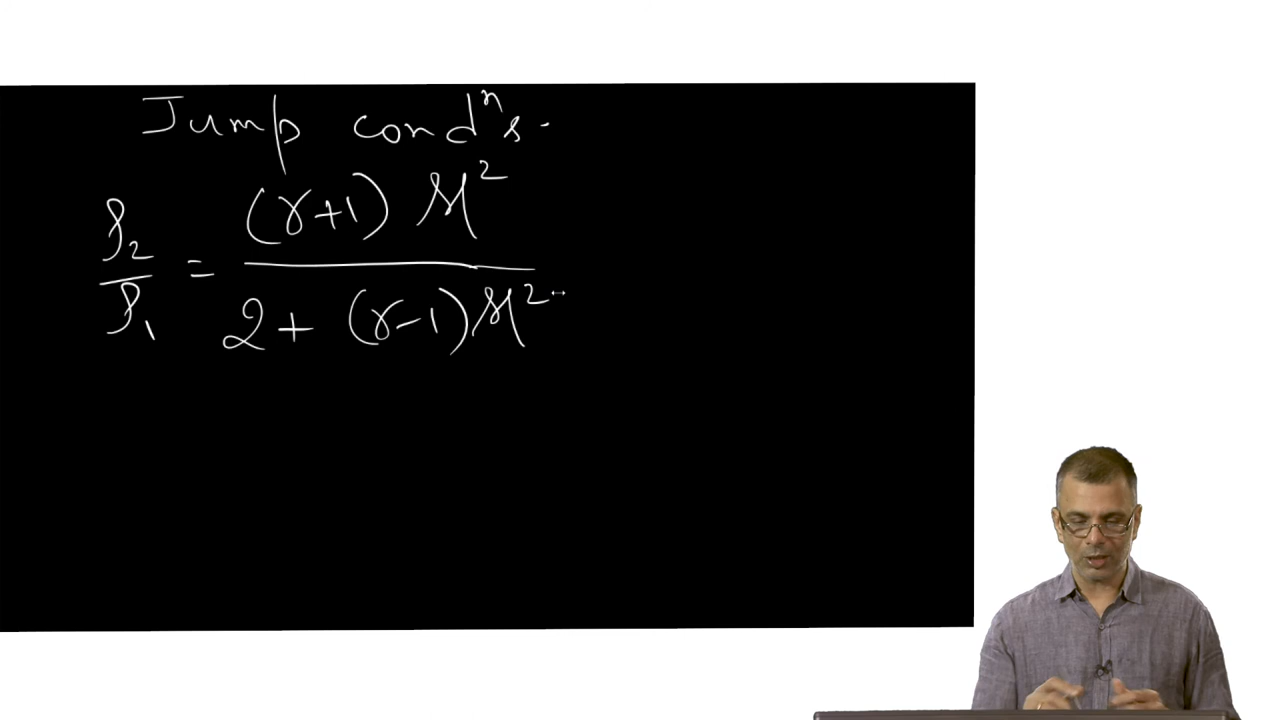 Jump condⁿs.
ρ₂/ρ₁ = (γ+1) M² / 2 + (γ-1)M²